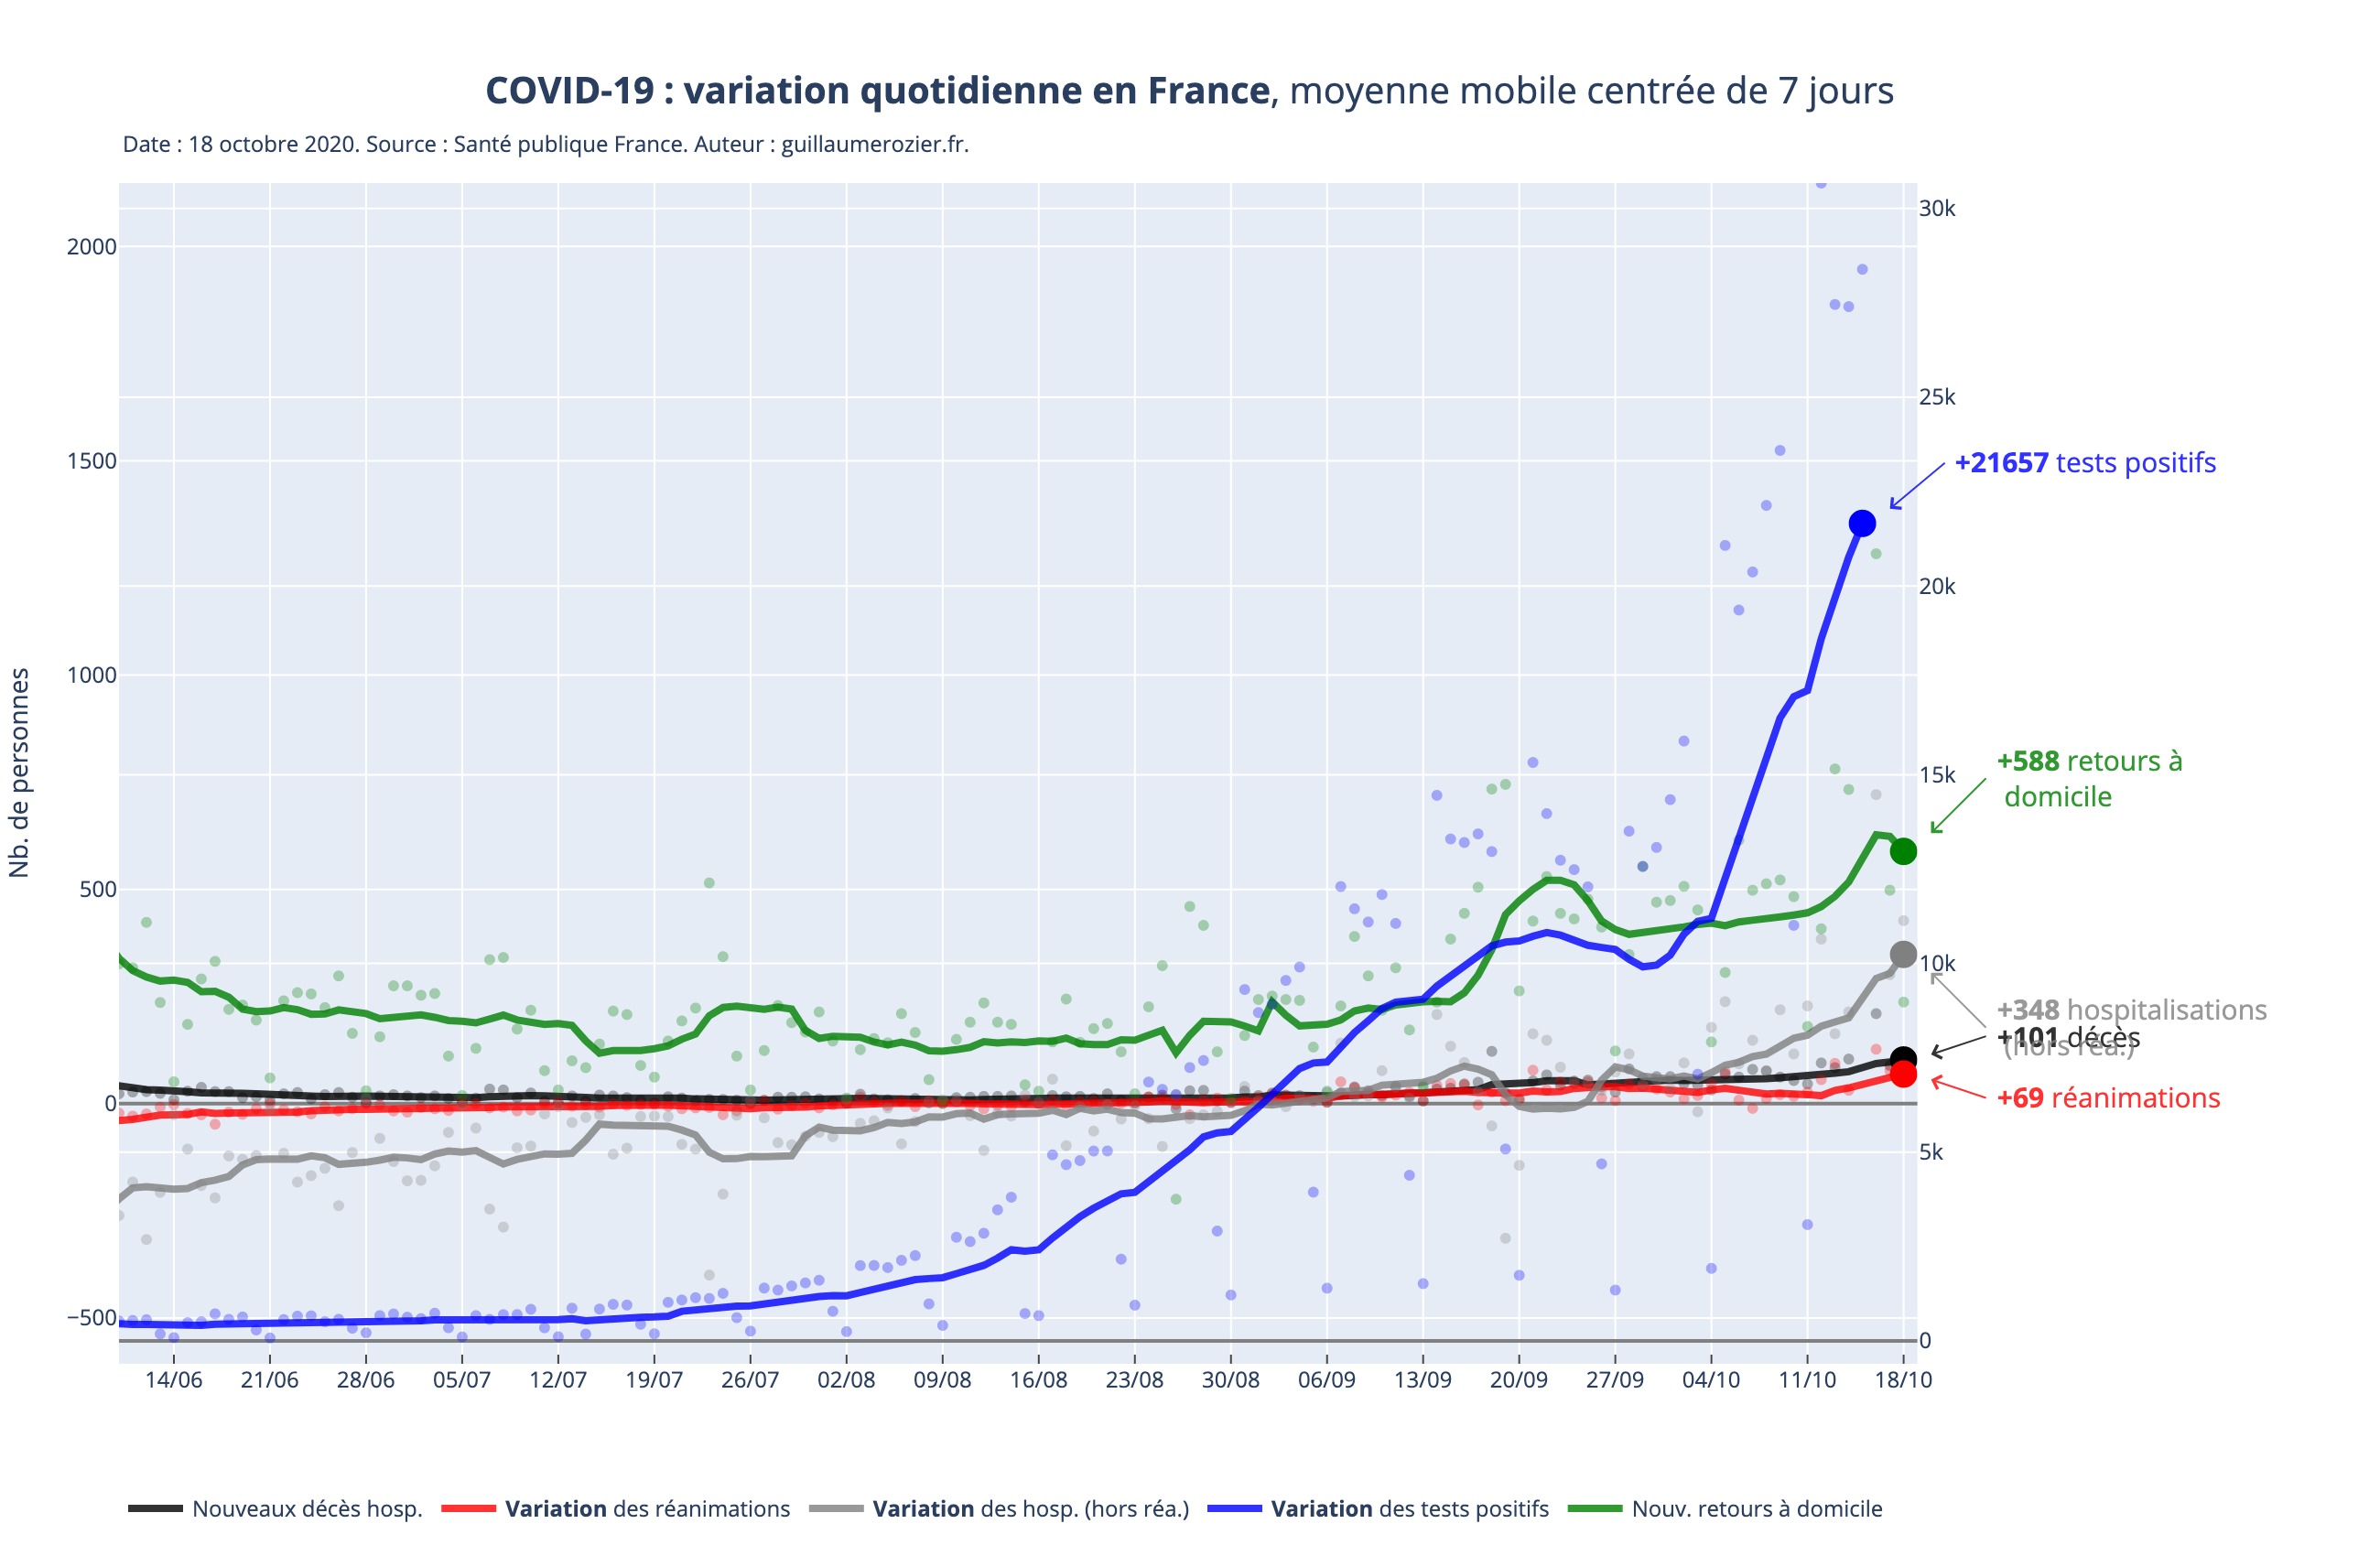 COVID-19 : variation quotidienne en France, moyenne mobile centrée de 7 jours
Date : 18 octobre 2020. Source : Santé publique France. Auteur : guillaumerozier.fr.
Nb. de personnes
2000
1500
1000
500
0
−500
30k
25k
20k
15k
10k
5k
0
+21657 tests positifs
+588 retours à
domicile
+348 hospitalisations
(hors réa.)
+101 décès
+69 réanimations
14/06
21/06
28/06
05/07
12/07
19/07
26/07
02/08
09/08
16/08
23/08
30/08
06/09
13/09
20/09
27/09
04/10
11/10
18/10
Nouveaux décès hosp.
Variation des réanimations
Variation des hosp. (hors réa.)
Variation des tests positifs
Nouv. retours à domicile